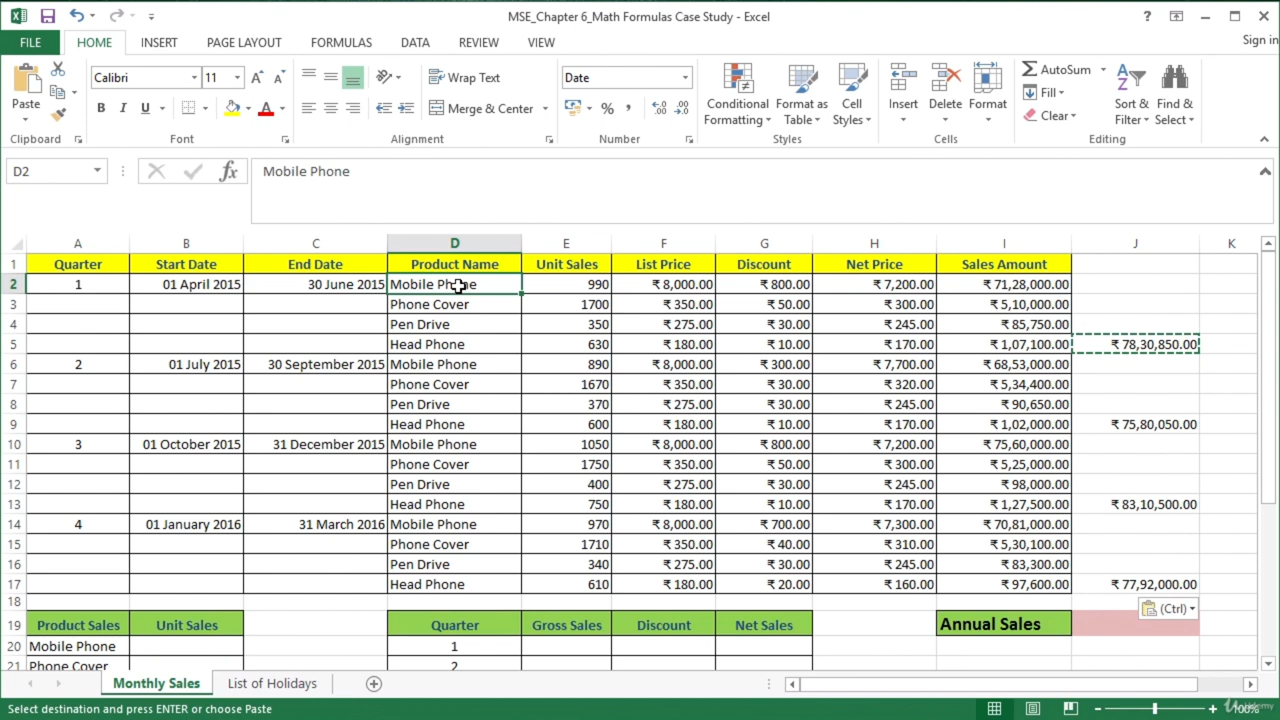 MSE_Chapter 6_Math Formulas Case Study - Excel
Sign in
FILE HOME INSERT PAGE LAYOUT FORMULAS DATA REVIEW VIEW
Paste
Calibri 11
B I U
Wrap Text
Merge & Center
Date
% ,
Conditional Formatting
Format as Table
Cell Styles
Insert
Delete
Format
AutoSum
Fill
Clear
Sort & Filter
Find & Select
Clipboard Font Alignment Number Styles Cells Editing
D2 fx Mobile Phone
A B C D E F G H I J K
1 Quarter Start Date End Date Product Name Unit Sales List Price Discount Net Price Sales Amount
2 1 01 April 2015 30 June 2015 Mobile Phone 990 ₹ 8,000.00 ₹ 800.00 ₹ 7,200.00 ₹ 71,28,000.00
3 Phone Cover 1700 ₹ 350.00 ₹ 50.00 ₹ 300.00 ₹ 5,10,000.00
4 Pen Drive 350 ₹ 275.00 ₹ 30.00 ₹ 245.00 ₹ 85,750.00
5 Head Phone 630 ₹ 180.00 ₹ 10.00 ₹ 170.00 ₹ 1,07,100.00 ₹ 78,30,850.00
6 2 01 July 2015 30 September 2015 Mobile Phone 890 ₹ 8,000.00 ₹ 300.00 ₹ 7,700.00 ₹ 68,53,000.00
7 Phone Cover 1670 ₹ 350.00 ₹ 30.00 ₹ 320.00 ₹ 5,34,400.00
8 Pen Drive 370 ₹ 275.00 ₹ 30.00 ₹ 245.00 ₹ 90,650.00
9 Head Phone 600 ₹ 180.00 ₹ 10.00 ₹ 170.00 ₹ 1,02,000.00 ₹ 75,80,050.00
10 3 01 October 2015 31 December 2015 Mobile Phone 1050 ₹ 8,000.00 ₹ 800.00 ₹ 7,200.00 ₹ 75,60,000.00
11 Phone Cover 1750 ₹ 350.00 ₹ 50.00 ₹ 300.00 ₹ 5,25,000.00
12 Pen Drive 400 ₹ 275.00 ₹ 30.00 ₹ 245.00 ₹ 98,000.00
13 Head Phone 750 ₹ 180.00 ₹ 10.00 ₹ 170.00 ₹ 1,27,500.00 ₹ 83,10,500.00
14 4 01 January 2016 31 March 2016 Mobile Phone 970 ₹ 8,000.00 ₹ 700.00 ₹ 7,300.00 ₹ 70,81,000.00
15 Phone Cover 1710 ₹ 350.00 ₹ 40.00 ₹ 310.00 ₹ 5,30,100.00
16 Pen Drive 340 ₹ 275.00 ₹ 30.00 ₹ 245.00 ₹ 83,300.00
17 Head Phone 610 ₹ 180.00 ₹ 20.00 ₹ 160.00 ₹ 97,600.00 ₹ 77,92,000.00
18 (Ctrl)
19 Product Sales Unit Sales Quarter Gross Sales Discount Net Sales Annual Sales
20 Mobile Phone 1
21 Phone Cover 2
Monthly Sales List of Holidays
Select destination and press ENTER or choose Paste 100%